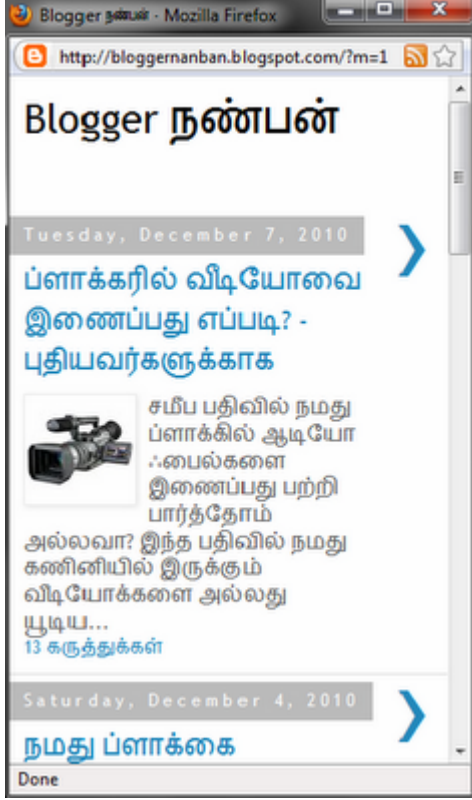 Blogger நண்பன் - Mozilla Firefox
http://bloggernanban.blogspot.com/?m=1
Blogger நண்பன்
Tuesday, December 7, 2010
ப்ளாக்கரில் வீடியோவை
இணைப்பது எப்படி? -
புதியவர்களுக்காக
சமீப பதிவில் நமது
ப்ளாக்கில் ஆடியோ
ஃபைல்களை
இணைப்பது பற்றி
பார்த்தோம்
அல்லவா? இந்த பதிவில் நமது
கணினியில் இருக்கும்
வீடியோக்களை அல்லது
யூடிய...
13 கருத்துக்கள்
Saturday, December 4, 2010
நமது ப்ளாக்கை
Done